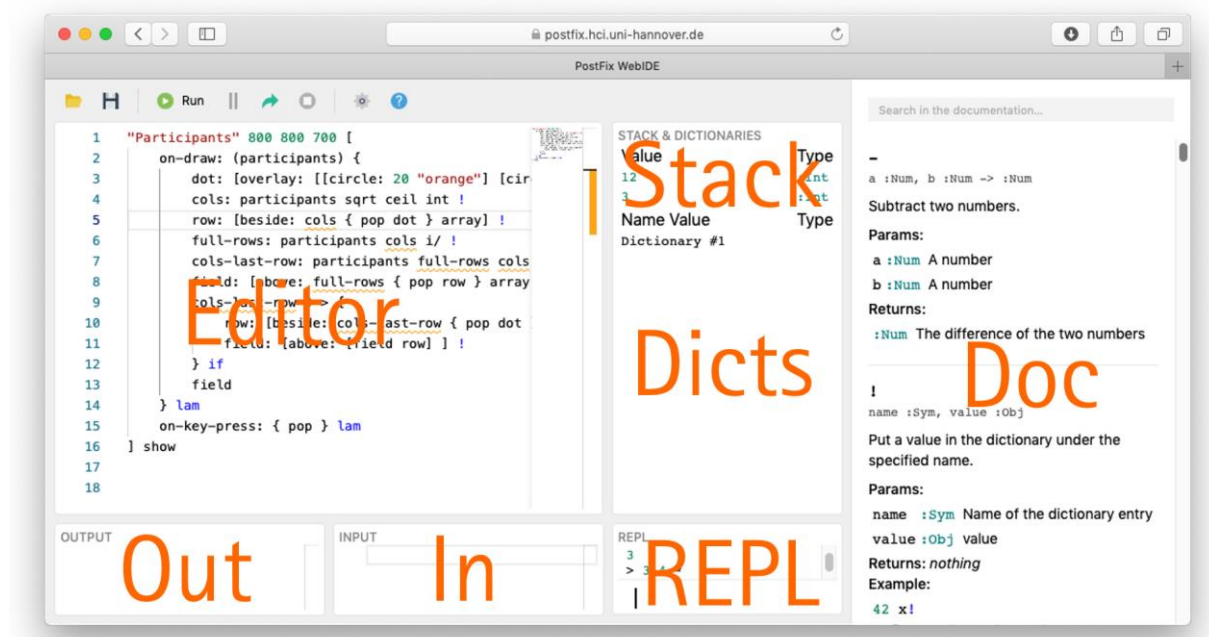 postfix.hci.uni-hannover.de
PostFix WebIDE
Run
1 "Participants" 800 800 700 [
2 on-draw: (participants) {
3 dot: [overlay: [[circle: 20 "orange"] [cir
4 cols: participants sqrt ceil int !
5 row: [beside: cols { pop dot } array] !
6 full-rows: participants cols i/ !
7 cols-last-row: participants full-rows cols
8 field: [above: full-rows { pop row } array
9 cols-last-row > {
10 row: [beside: cols-last-row { pop dot
11 field: [above: [field row] ] !
12 } if
13 field
14 } lam
15 on-key-press: { pop } lam
16 ] show
17
18
Editor
STACK & DICTIONARIES
Value Type
12 :Int
3 :Int
Stack
Name Value Type
Dictionary #1
Dicts
OUTPUT
Out
INPUT
In
REPL
3
> 3
REPL
Search in the documentation...
–
a :Num, b :Num -> :Num
Subtract two numbers.
Params:
a :Num A number
b :Num A number
Returns:
:Num The difference of the two numbers
Doc
!
name :Sym, value :Obj
Put a value in the dictionary under the
specified name.
Params:
name :Sym Name of the dictionary entry
value :Obj value
Returns: nothing
Example:
42 x!